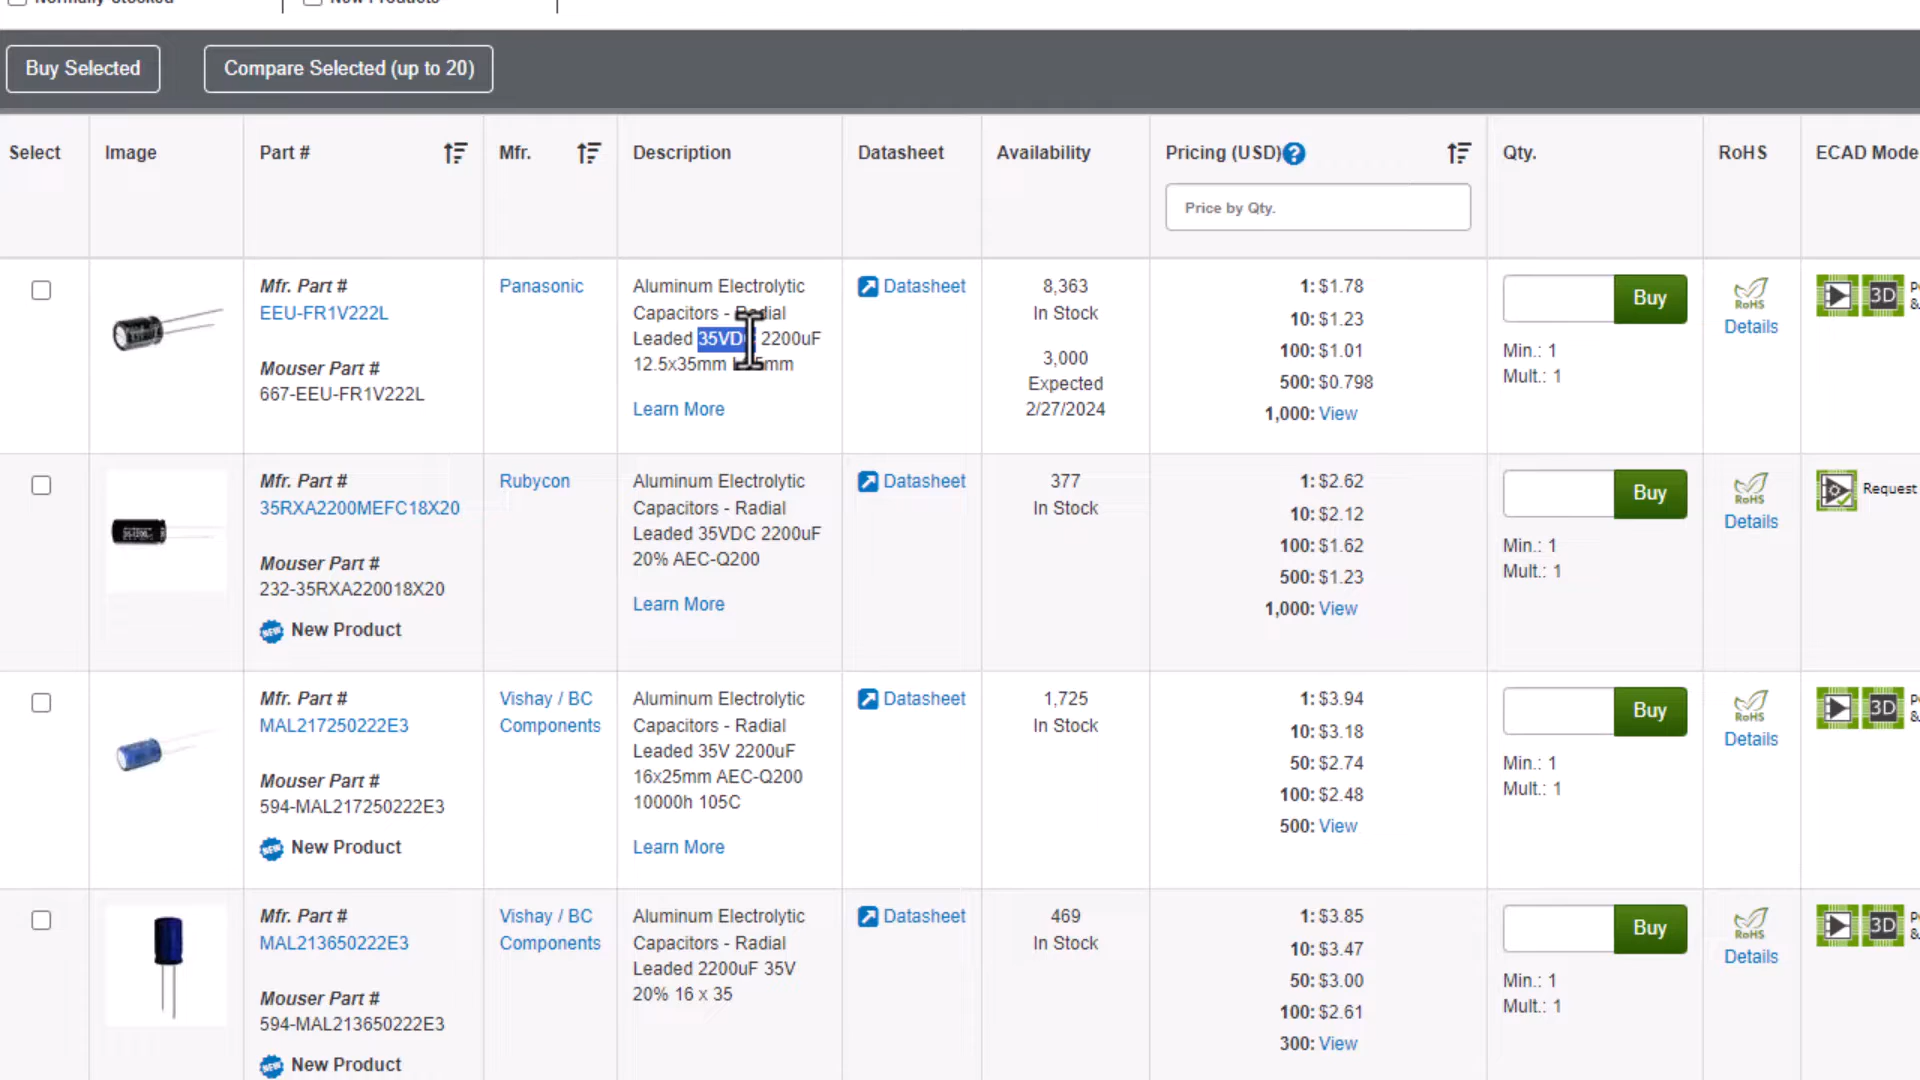 Normally Stocked
New Products
Buy Selected
Compare Selected (up to 20)
Select
Image
Part #
Mfr.
Description
Datasheet
Availability
Pricing (USD)
Price by Qty.
Qty.
RoHS
ECAD Mode
Mfr. Part #
EEU-FR1V222L
Mouser Part #
667-EEU-FR1V222L
Panasonic
Aluminum Electrolytic
Capacitors - Radial
Leaded 35VD 2200uF
12.5x35mm mm
Learn More
Datasheet
8,363
In Stock
3,000
Expected
2/27/2024
1: $1.78
10: $1.23
100: $1.01
500: $0.798
1,000: View
Buy
Min.: 1
Mult.: 1
RoHS
Details
3D
&
Mfr. Part #
35RXA2200MEFC18X20
Mouser Part #
232-35RXA220018X20
NEW New Product
Rubycon
Aluminum Electrolytic
Capacitors - Radial
Leaded 35VDC 2200uF
20% AEC-Q200
Learn More
Datasheet
377
In Stock
1: $2.62
10: $2.12
100: $1.62
500: $1.23
1,000: View
Buy
Min.: 1
Mult.: 1
RoHS
Details
Request
Mfr. Part #
MAL217250222E3
Mouser Part #
594-MAL217250222E3
NEW New Product
Vishay / BC
Components
Aluminum Electrolytic
Capacitors - Radial
Leaded 35V 2200uF
16x25mm AEC-Q200
10000h 105C
Learn More
Datasheet
1,725
In Stock
1: $3.94
10: $3.18
50: $2.74
100: $2.48
500: View
Buy
Min.: 1
Mult.: 1
RoHS
Details
3D
&
Mfr. Part #
MAL213650222E3
Mouser Part #
594-MAL213650222E3
NEW New Product
Vishay / BC
Components
Aluminum Electrolytic
Capacitors - Radial
Leaded 2200uF 35V
20% 16 x 35
Datasheet
469
In Stock
1: $3.85
10: $3.47
50: $3.00
100: $2.61
300: View
Buy
Min.: 1
Mult.: 1
RoHS
Details
3D
&